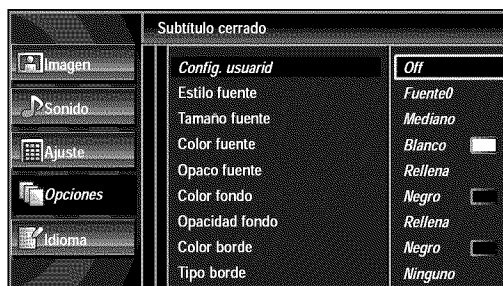 Subtítulo cerrado
Imagen
Sonido
Ajuste
Opciones
Idioma
Config. usuarid Off
Estilo fuente Fuente0
Tamaño fuente Mediano
Color fuente Blanco
Opaco fuente Rellena
Color fondo Negro
Opacidad fondo Rellena
Color borde Negro
Tipo borde Ninguno